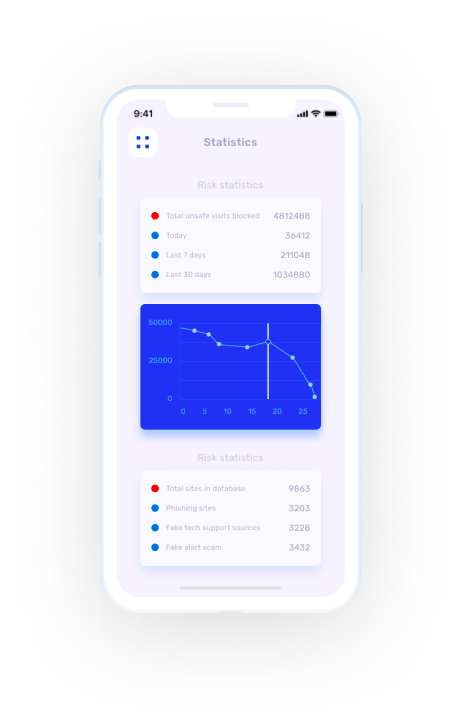 9:41
Statistics
Risk statistics
Total unsafe visits blocked 4812488
Today 36412
Last 7 days 211048
Last 30 days 1034880
50000
25000
0
0 5 10 15 20 25
Risk statistics
Total sites in database 9863
Phishing sites 3203
Fake tech support sources 3228
Fake alert scam 3432